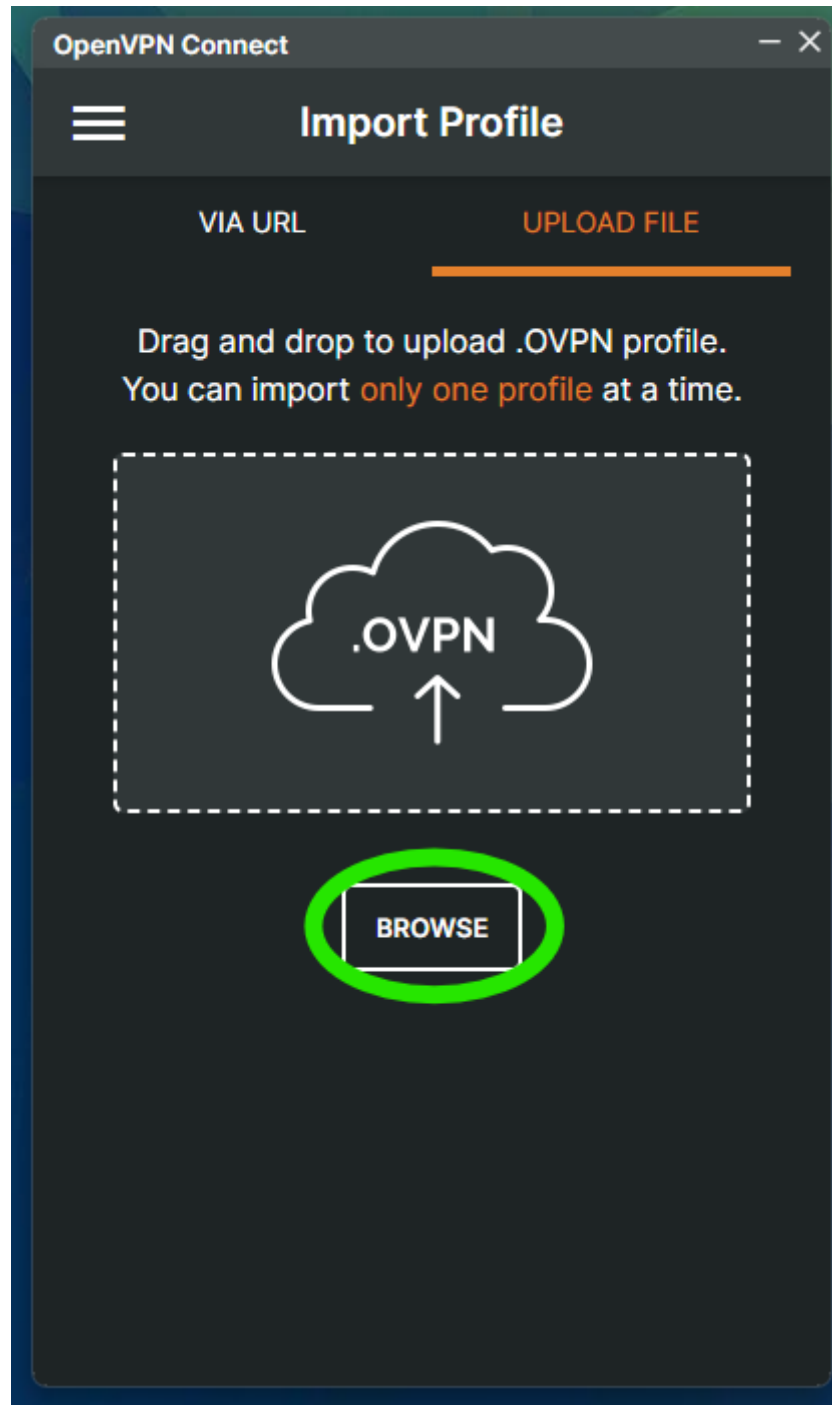 OpenVPN Connect
Import Profile
VIA URL
UPLOAD FILE
Drag and drop to upload .OVPN profile.
You can import only one profile at a time.
.OVPN
BROWSE